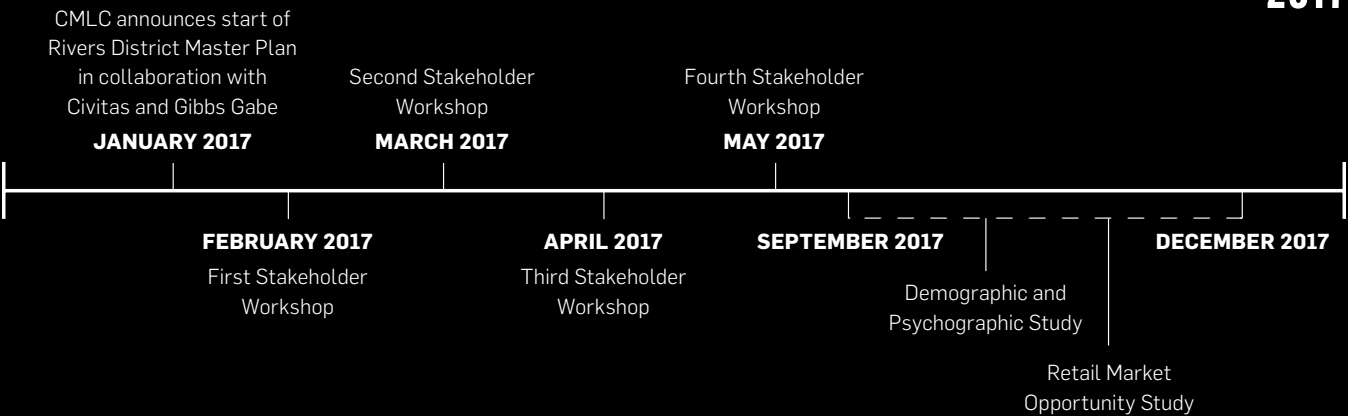 2017
CMLC announces start of
Rivers District Master Plan
in collaboration with
Civitas and Gibbs Gabe
JANUARY 2017
Second Stakeholder
Workshop
MARCH 2017
Fourth Stakeholder
Workshop
MAY 2017
FEBRUARY 2017
First Stakeholder
Workshop
APRIL 2017
Third Stakeholder
Workshop
SEPTEMBER 2017
DECEMBER 2017
Demographic and
Psychographic Study
Retail Market
Opportunity Study